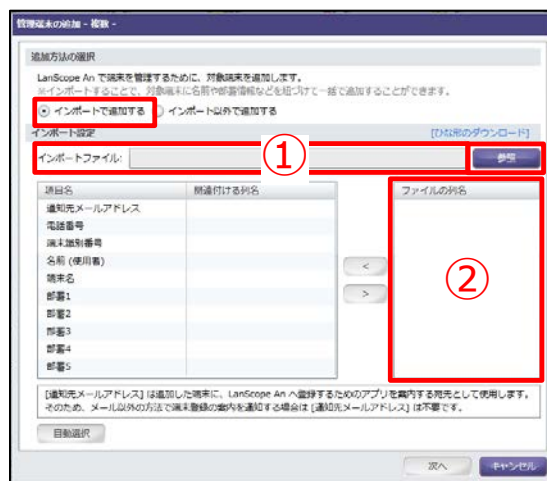 管理端末の追加 - 複数 -
追加方法の選択
LanScope An で端末を管理するために、対象端末を追加します。
※インポートすることで、対象端末に名前や部署情報などを紐づけて一括で追加することができます。
インポートで追加する インポート以外で追加する
インポート設定 [ひな形のダウンロード]
インポートファイル: ① 参照
項目名 関連付ける列名 ファイルの列名
通知先メールアドレス
電話番号
端末識別番号
名前 (使用者)
端末名
部署1
部署2
部署3
部署4
部署5
<
>
②
[通知先メールアドレス] は追加した端末に、LanScope An へ登録するためのアプリを案内する宛先として使用します。
そのため、メール以外の方法で端末登録の案内を通知する場合は [通知先メールアドレス] は不要です。
自動選択
次へ キャンセル